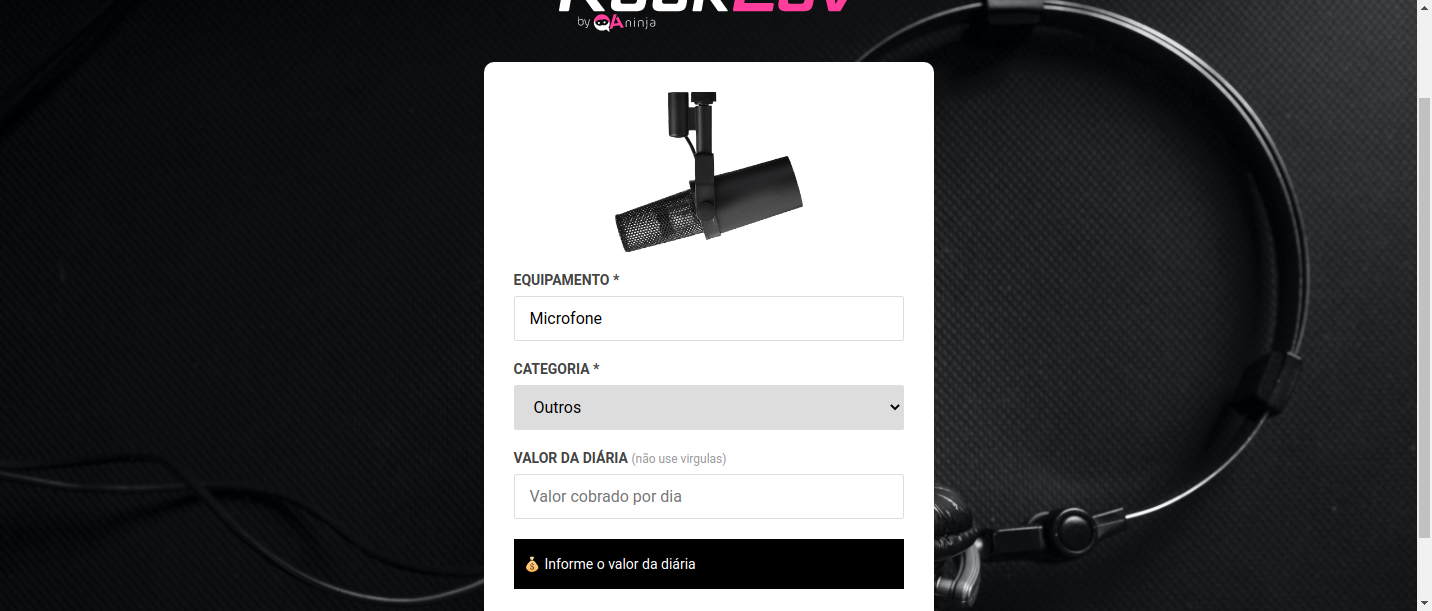 by QAninja
EQUIPAMENTO *
Microfone
CATEGORIA *
Outros
VALOR DA DIÁRIA (não use virgulas)
Valor cobrado por dia
💰 Informe o valor da diária